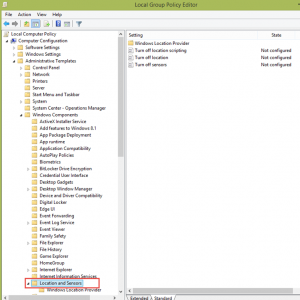 Local Group Policy Editor
File Action View Help
Local Computer Policy
Computer Configuration
Software Settings
Windows Settings
Administrative Templates
Control Panel
Network
Printers
Server
Start Menu and Taskbar
System
System Center - Operations Manager
Windows Components
ActiveX Installer Service
Add features to Windows 8.1
App Package Deployment
App runtime
Application Compatibility
AutoPlay Policies
Biometrics
BitLocker Drive Encryption
Credential User Interface
Desktop Gadgets
Desktop Window Manager
Device and Driver Compatibility
Digital Locker
Edge UI
Event Forwarding
Event Log Service
Event Viewer
Family Safety
File Explorer
File History
Game Explorer
HomeGroup
Internet Explorer
Internet Information Services
Location and Sensors
Windows Location Provider
Setting State
Windows Location Provider
Turn off location scripting Not configured
Turn off location Not configured
Turn off sensors Not configured
Extended Standard